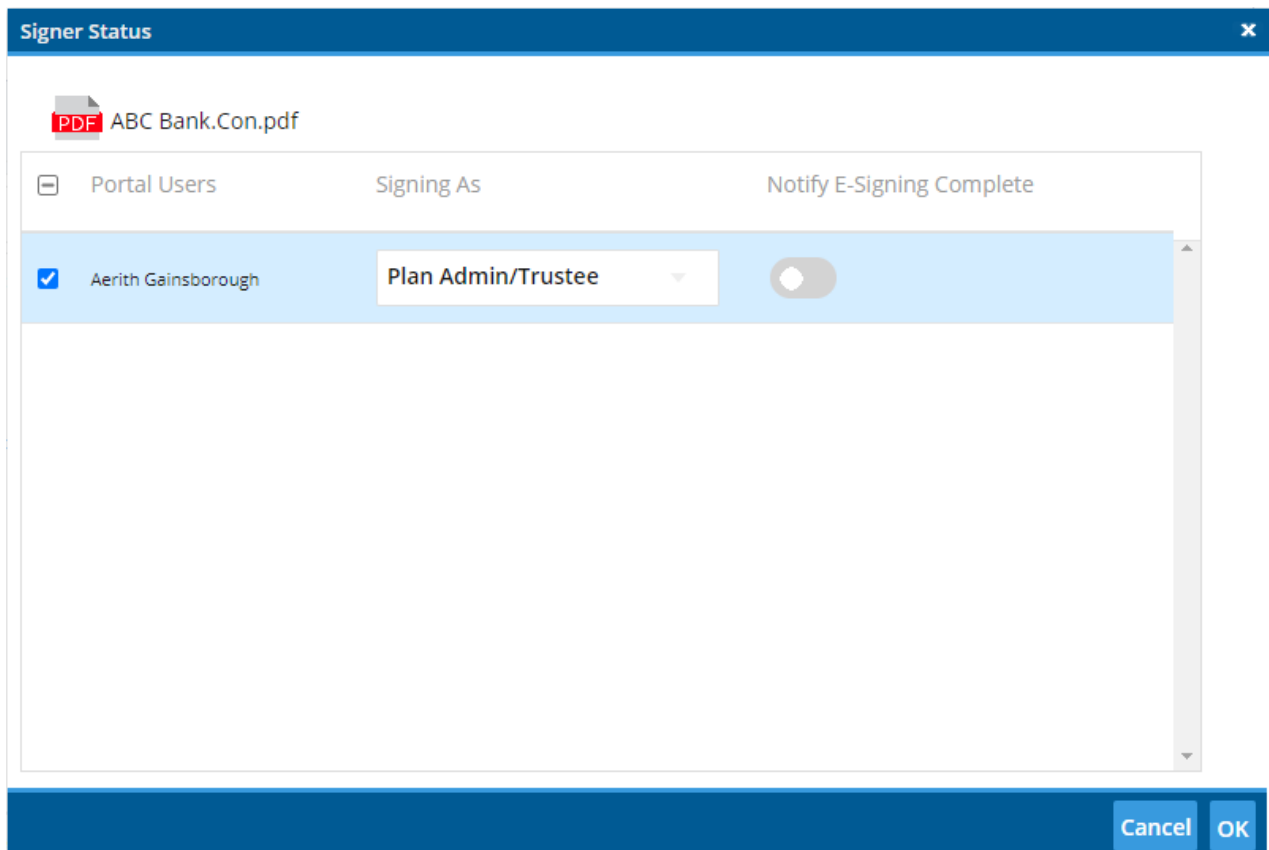 Signer Status
PDF ABC Bank.Con.pdf
Portal Users Signing As Notify E-Signing Complete
Aerith Gainsborough Plan Admin/Trustee
Cancel OK